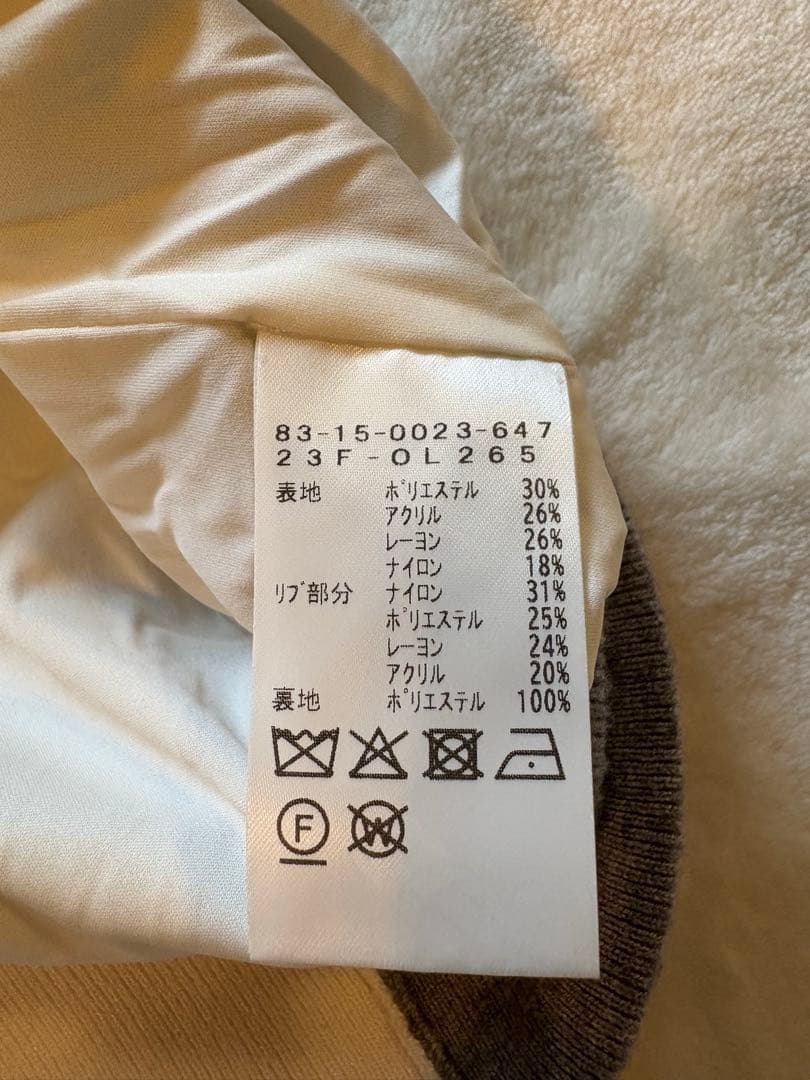 83-15-0023-647
23F-OL265
表地 ポリエステル 30%
アクリル 26%
レーヨン 26%
ナイロン 18%
リブ部分 ナイロン 31%
ポリエステル 25%
レーヨン 24%
アクリル 20%
裏地 ポリエステル 100%
F W